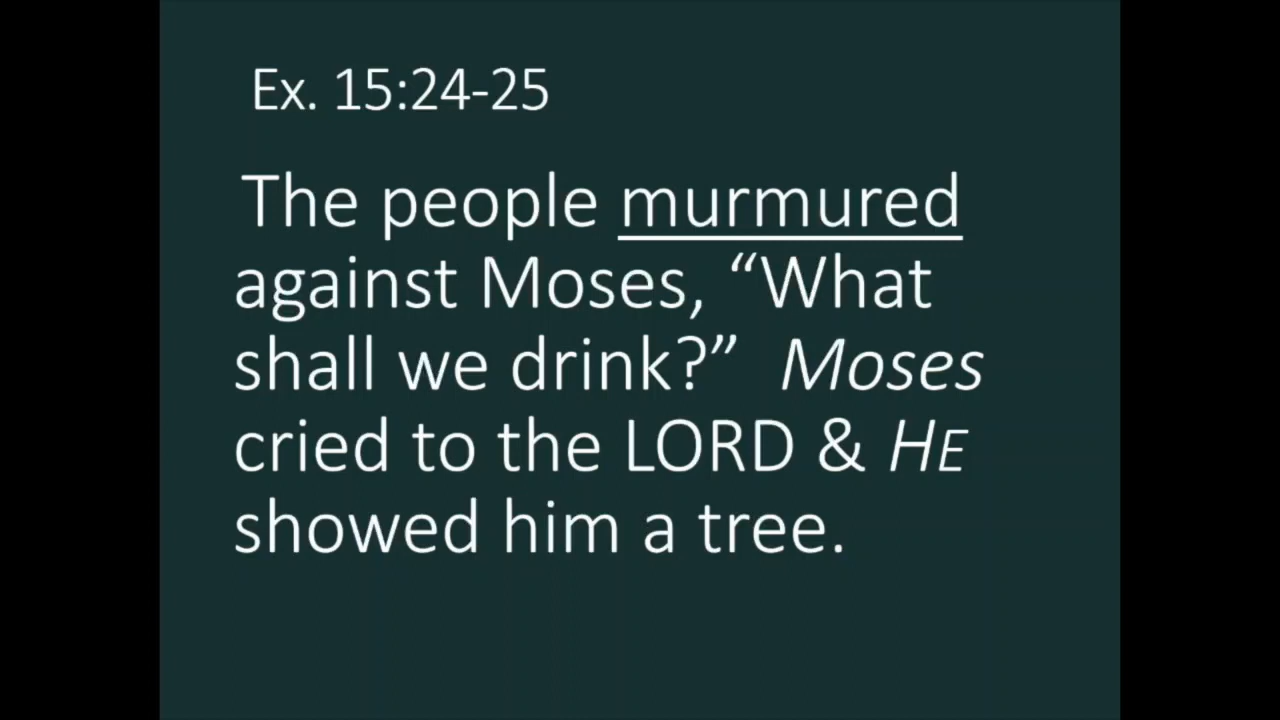 Ex. 15:24-25
The people murmured
against Moses, “What
shall we drink?” Moses
cried to the LORD & HE
showed him a tree.